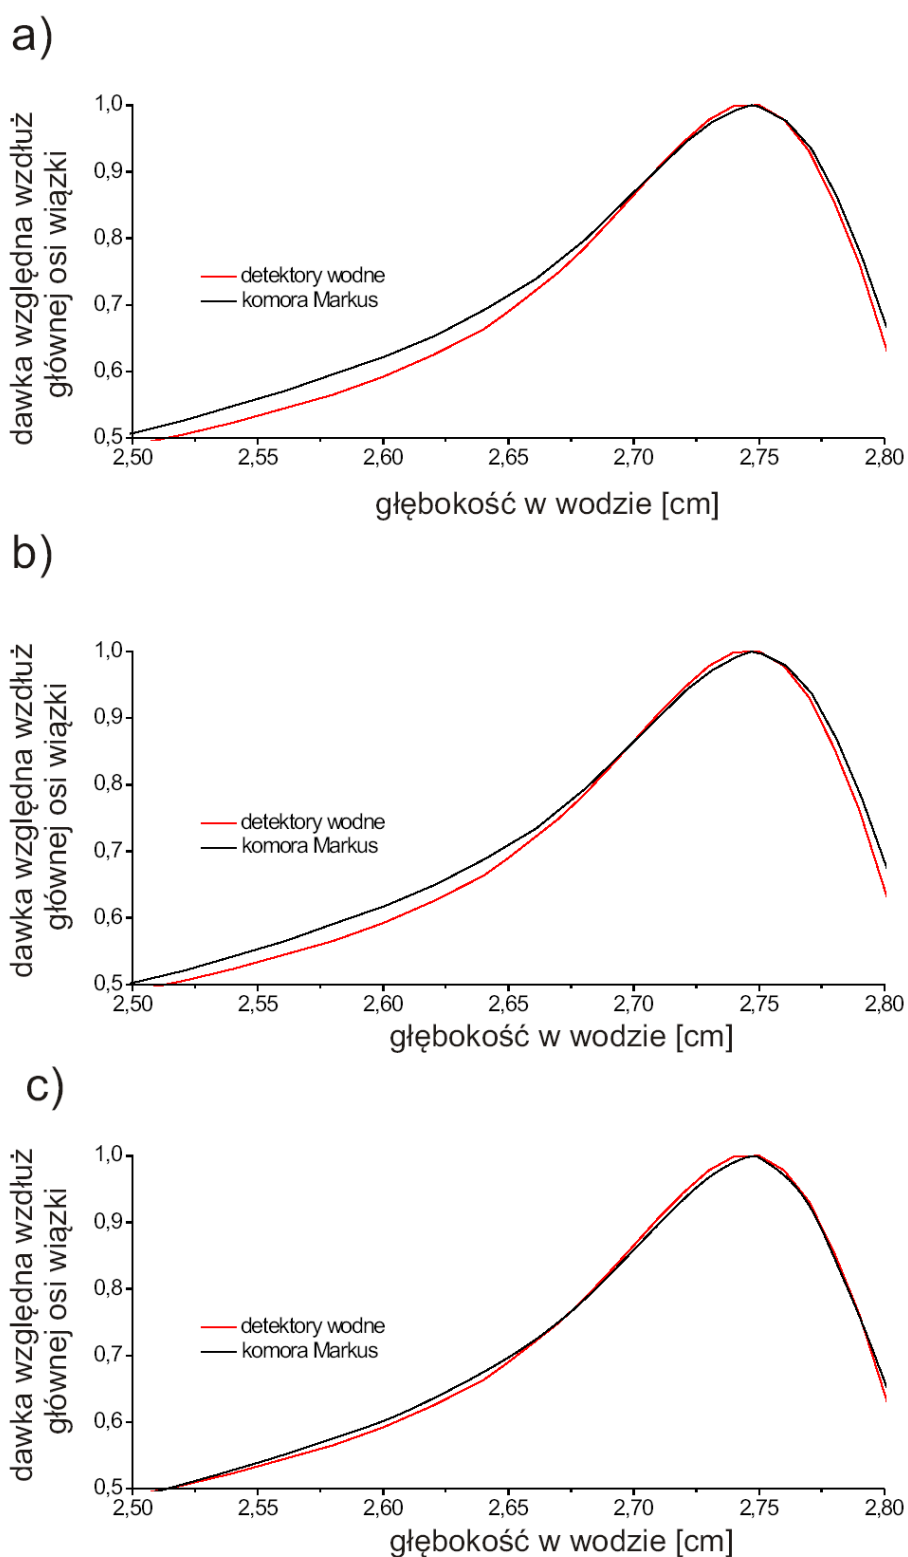 a)
dawka względna wzdłuż
głównej osi wiązki
1,0
0,9
0,8
0,7
0,6
0,5
detektory wodne
komora Markus
2,50 2,55 2,60 2,65 2,70 2,75 2,80
głębokość w wodzie [cm]
b)
dawka względna wzdłuż
głównej osi wiązki
1,0
0,9
0,8
0,7
0,6
0,5
detektory wodne
komora Markus
2,50 2,55 2,60 2,65 2,70 2,75 2,80
głębokość w wodzie [cm]
c)
dawka względna wzdłuż
głównej osi wiązki
1,0
0,9
0,8
0,7
0,6
0,5
detektory wodne
komora Markus
2,50 2,55 2,60 2,65 2,70 2,75 2,80
głębokość w wodzie [cm]